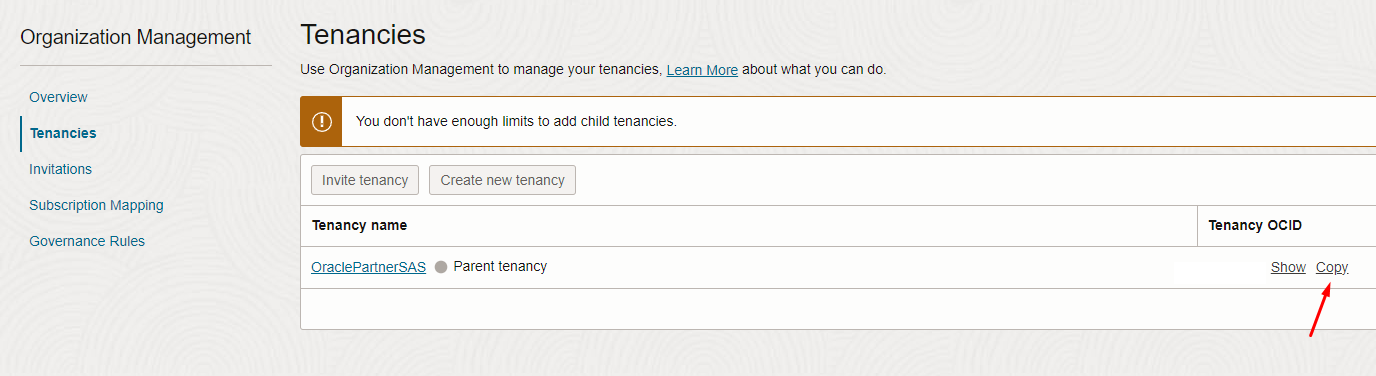 Organization Management
Overview
Tenancies
Invitations
Subscription Mapping
Governance Rules
Tenancies
Use Organization Management to manage your tenancies, Learn More about what you can do.
You don't have enough limits to add child tenancies.
Invite tenancy Create new tenancy
Tenancy name Tenancy OCID
OraclePartnerSAS Parent tenancy Show Copy